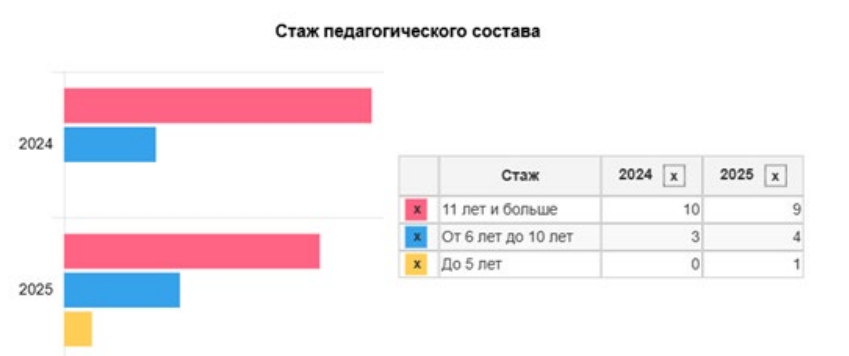 Стаж педагогического состава
2024
2025
Стаж 2024 x 2025 x
x 11 лет и больше 10 9
x От 6 лет до 10 лет 3 4
x До 5 лет 0 1